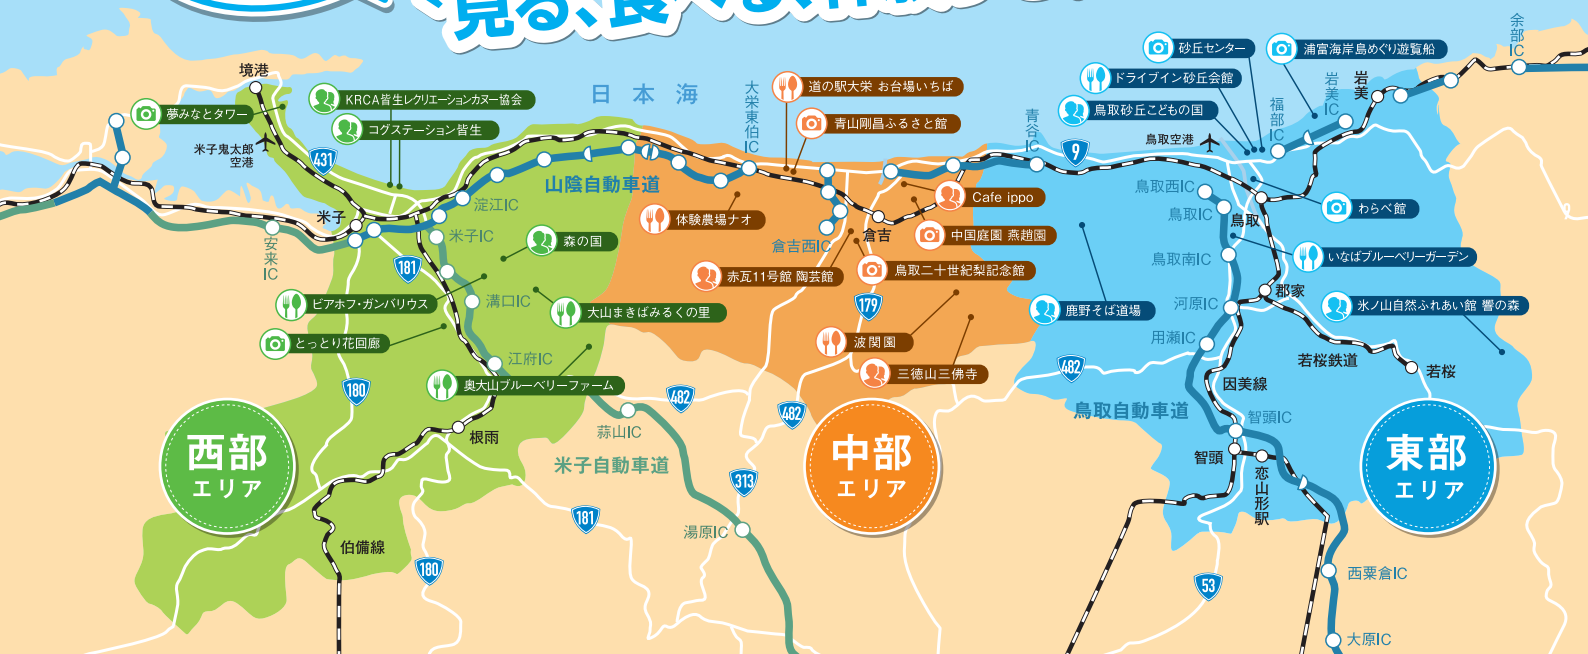 見る、食べる、
余部IC
境港
夢みなとタワー
KRCA皆生レクリエーションカヌー協会
コグステーション皆生
米子鬼太郎
空港
431
日本海
大栄東伯IC
道の駅大栄 お台場いちば
青山剛昌ふるさと館
青谷IC
9
砂丘センター
浦富海岸島めぐり遊覧船
ドライブイン砂丘会館
鳥取砂丘こどもの国
鳥取空港
福部IC
岩美IC
岩美
山陰自動車道
淀江IC
米子
米子IC
安来IC
181
森の国
溝口IC
ビアホフ・ガンバリウス
大山まきばみるくの里
とっとり花回廊
江府IC
奥大山ブルーベリーファーム
180
482
体験農場ナオ
倉吉西IC
倉吉
Cafe ippo
中国庭園 燕趙園
赤瓦11号館 陶芸館
鳥取二十世紀梨記念館
179
波関園
三徳山三佛寺
482
鳥取西IC
鳥取IC
鳥取
わらべ館
鳥取南IC
いなばブルーベリーガーデン
郡家
河原IC
鹿野そば道場
氷ノ山自然ふれあい館 響の森
用瀬IC
482
若桜鉄道
若桜
因美線
鳥取自動車道
智頭IC
智頭
恋山形駅
西部
エリア
根雨
蒜山IC
米子自動車道
313
中部
エリア
東部
エリア
181
湯原IC
伯備線
180
53
西粟倉IC
大原IC